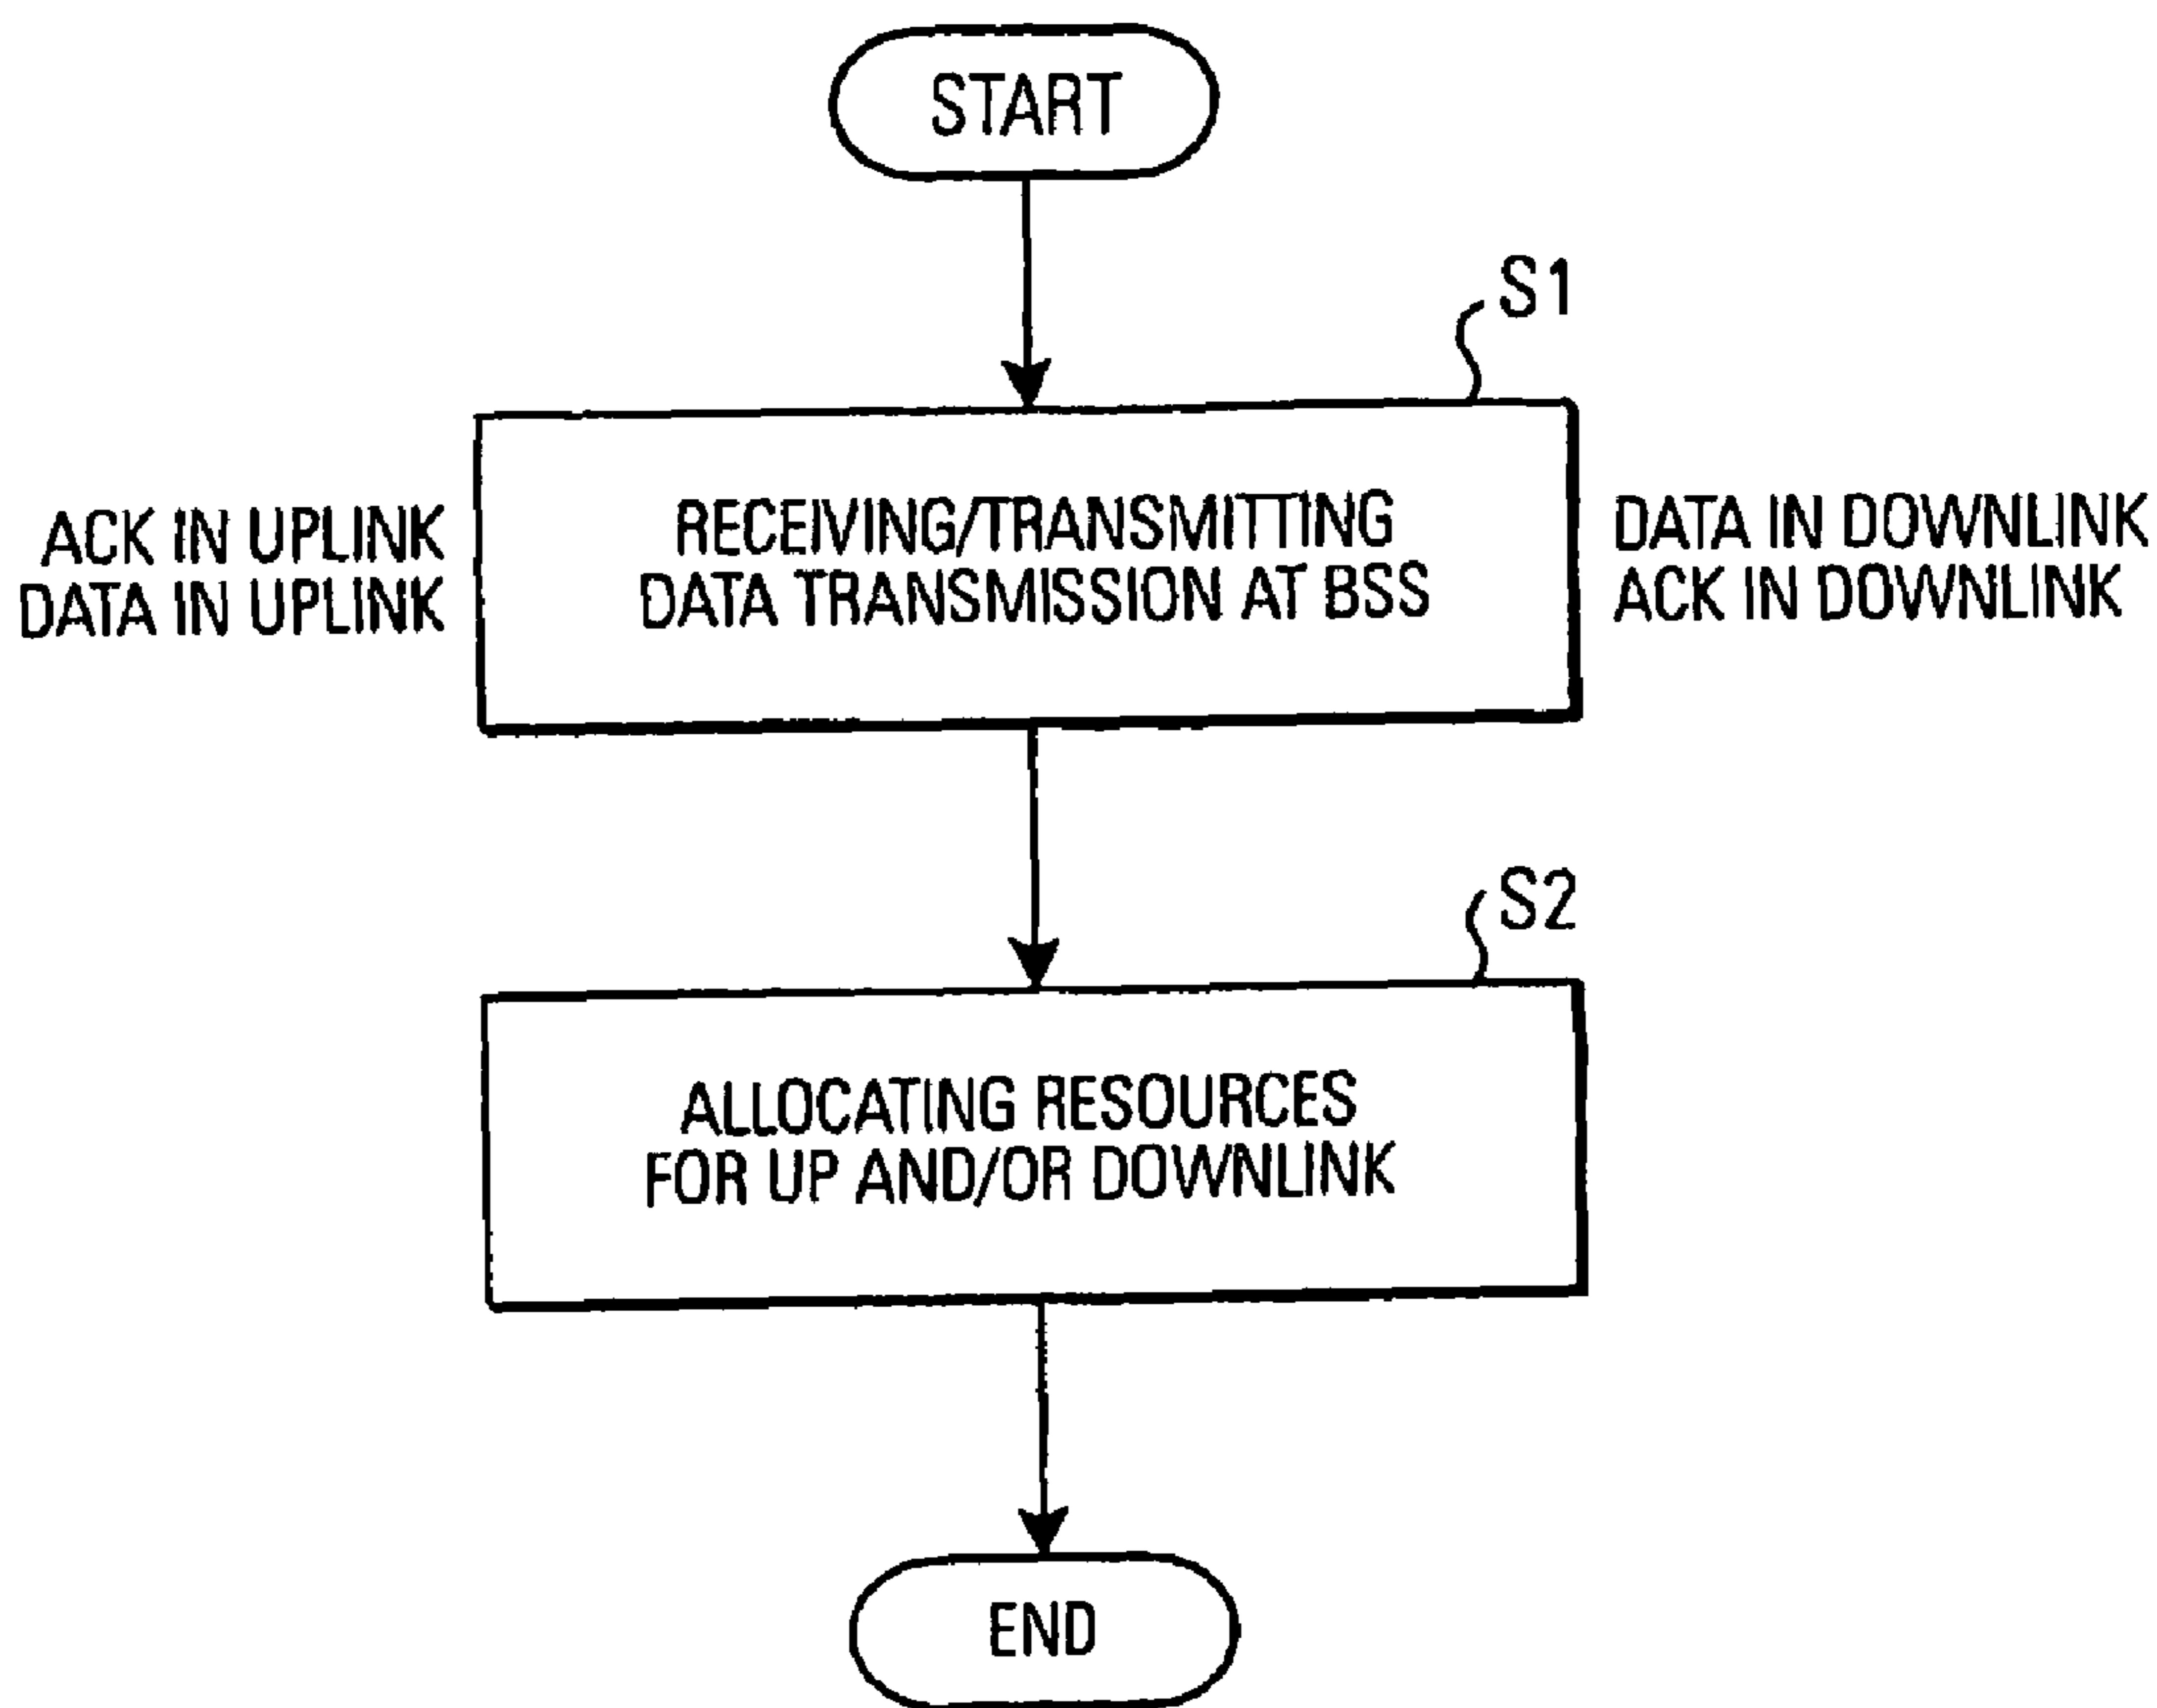 START
S1
ACK IN UPLINK
DATA IN UPLINK
RECEIVING/TRANSMITTING
DATA TRANSMISSION AT BSS
DATA IN DOWNLINK
ACK IN DOWNLINK
S2
ALLOCATING RESOURCES
FOR UP AND/OR DOWNLINK
END